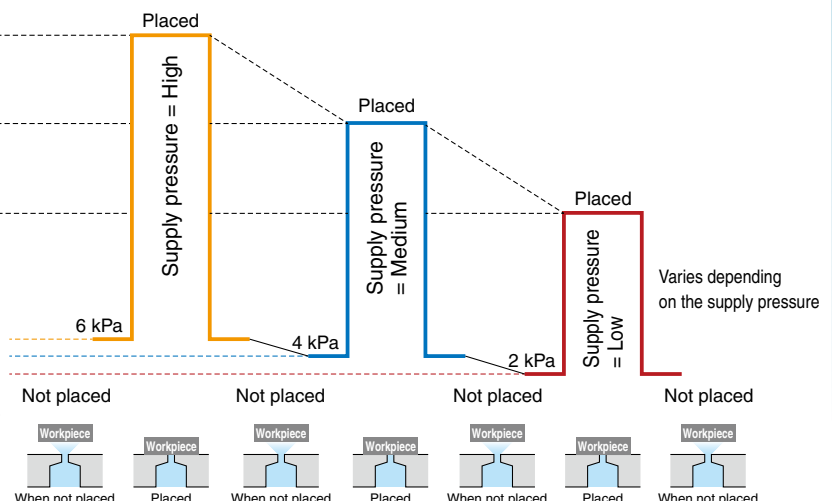 Placed
Supply pressure = High
Placed
Supply pressure
= Medium
Placed
Supply pressure
= Low
Varies depending
on the supply pressure
6 kPa
4 kPa
2 kPa
Not placed
Not placed
Not placed
Not placed
Workpiece
Workpiece
Workpiece
Workpiece
Workpiece
Workpiece
Workpiece
When not placed
Placed
When not placed
Placed
When not placed
Placed
When not placed